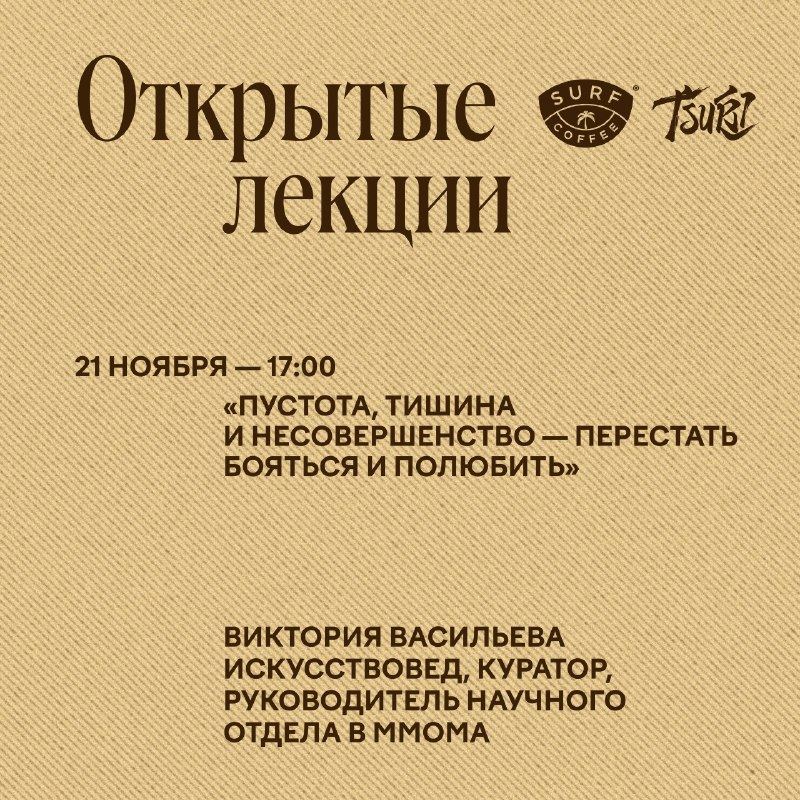 Открытые
лекции
SURF
COFFEE
TSURI
21 НОЯБРЯ — 17:00
«ПУСТОТА, ТИШИНА
И НЕСОВЕРШЕНСТВО — ПЕРЕСТАТЬ
БОЯТЬСЯ И ПОЛЮБИТЬ»
ВИКТОРИЯ ВАСИЛЬЕВА
ИСКУССТВОВЕД, КУРАТОР,
РУКОВОДИТЕЛЬ НАУЧНОГО
ОТДЕЛА В ММОМА